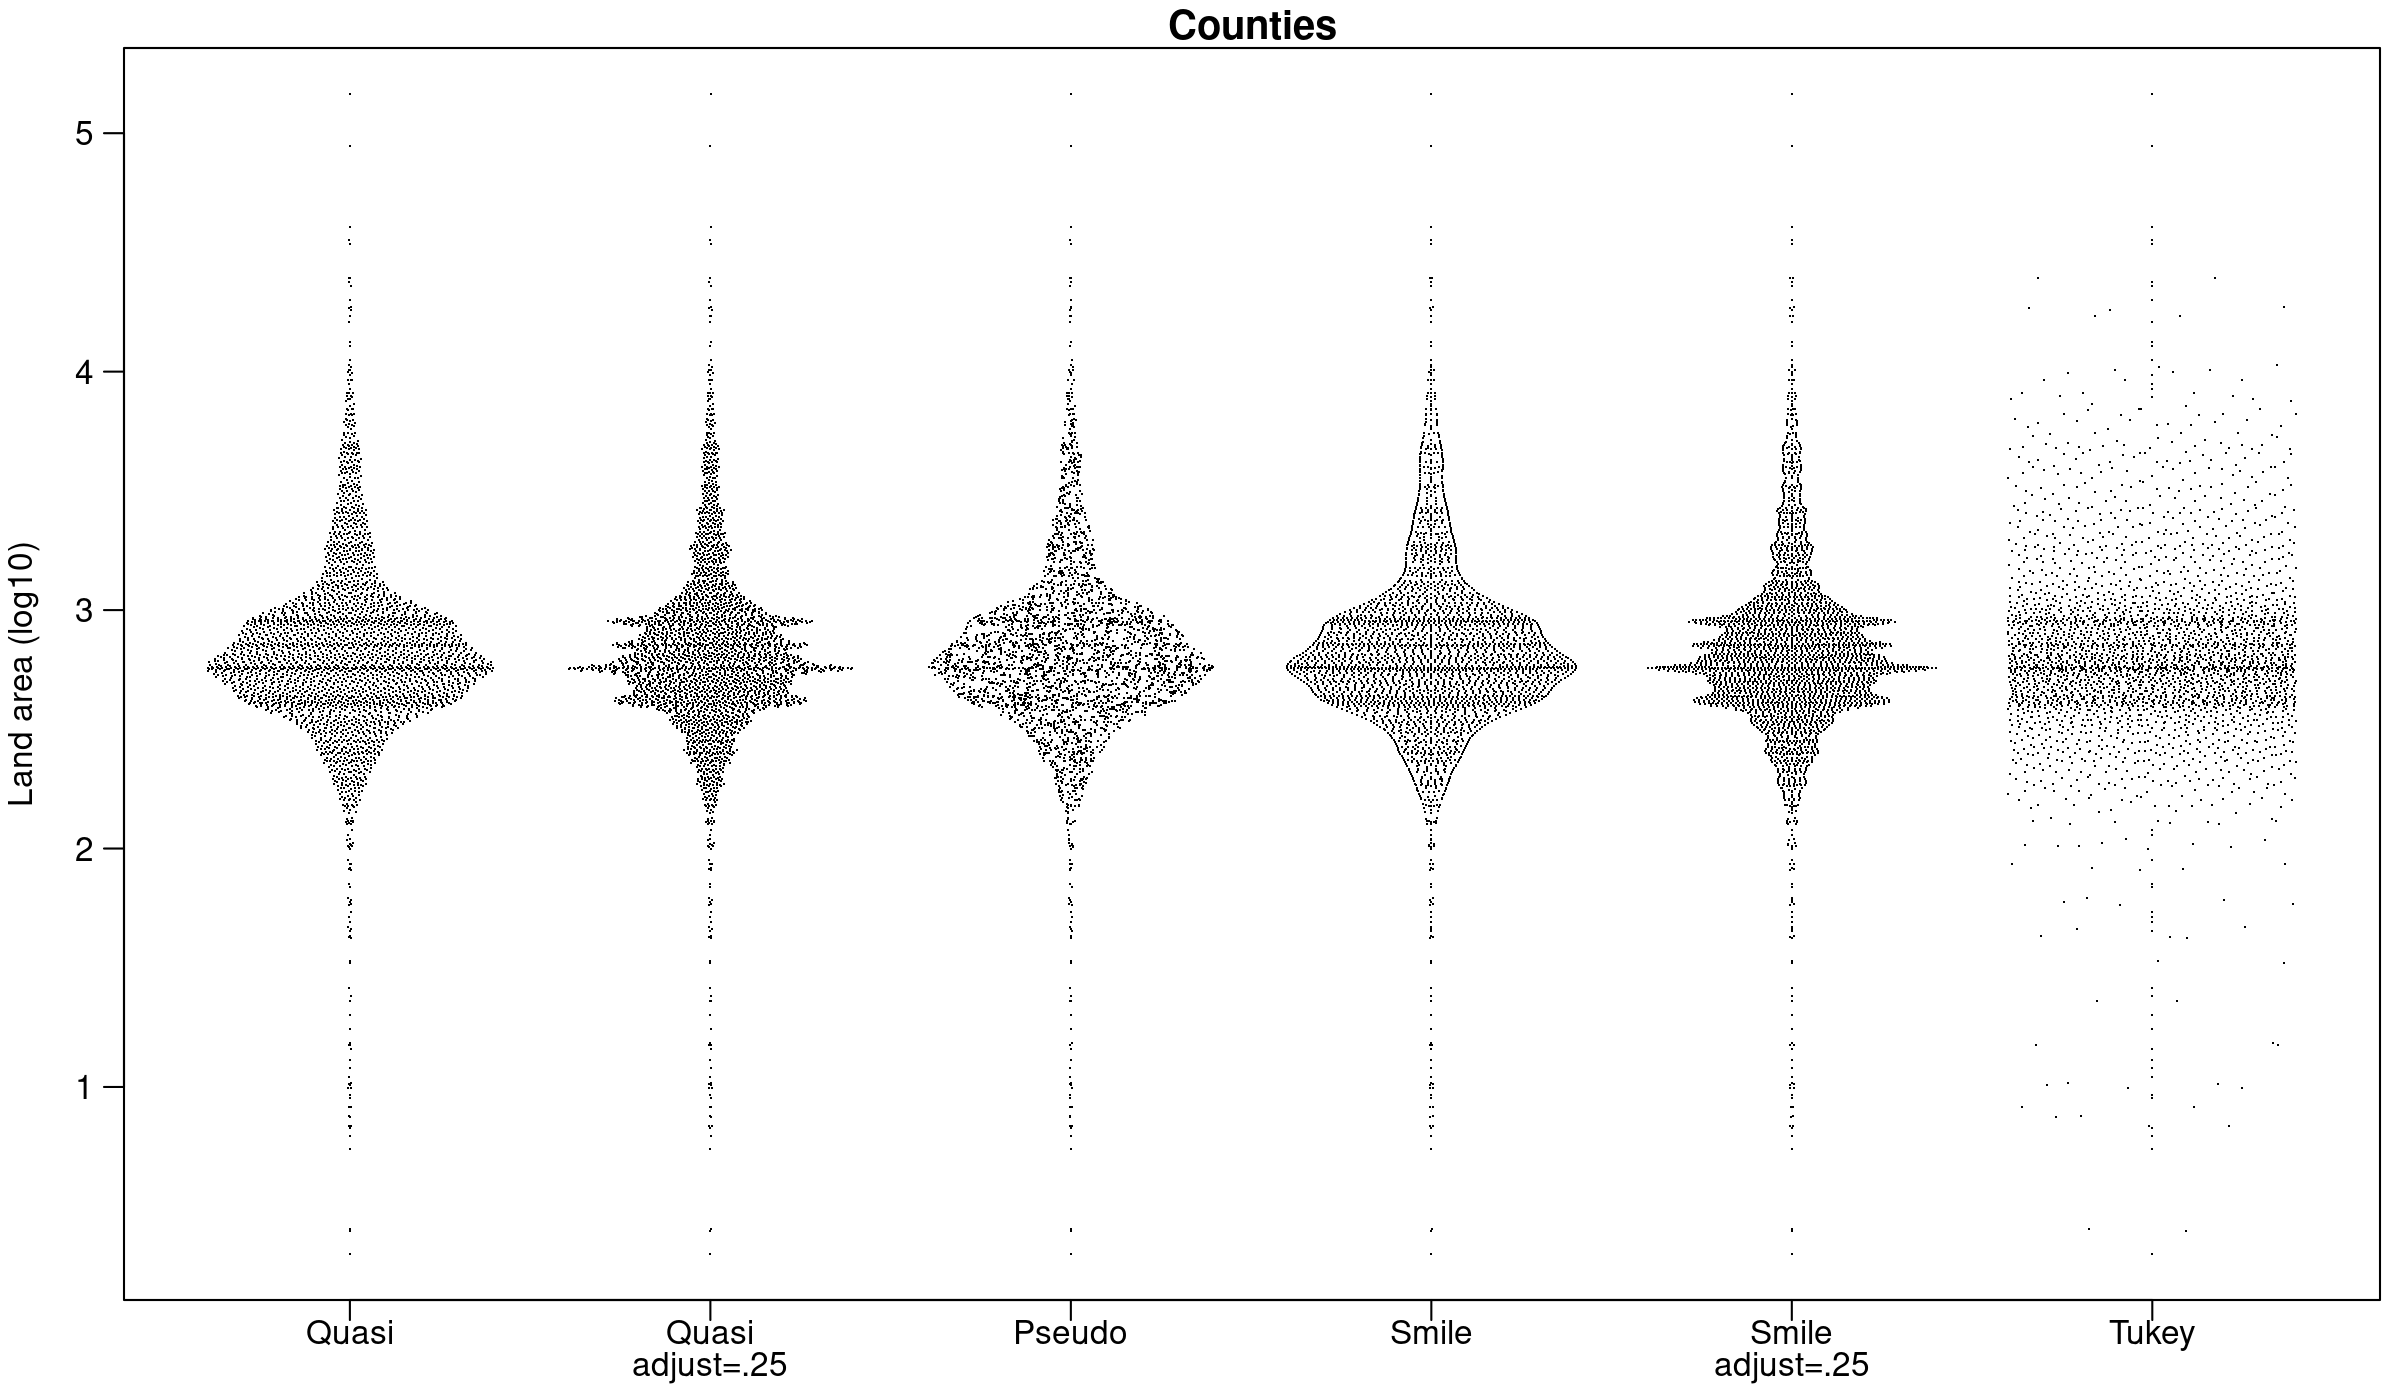 Counties
Land area (log10)
5
4
3
2
1
Quasi
Quasi
adjust=.25
Pseudo
Smile
Smile
adjust=.25
Tukey